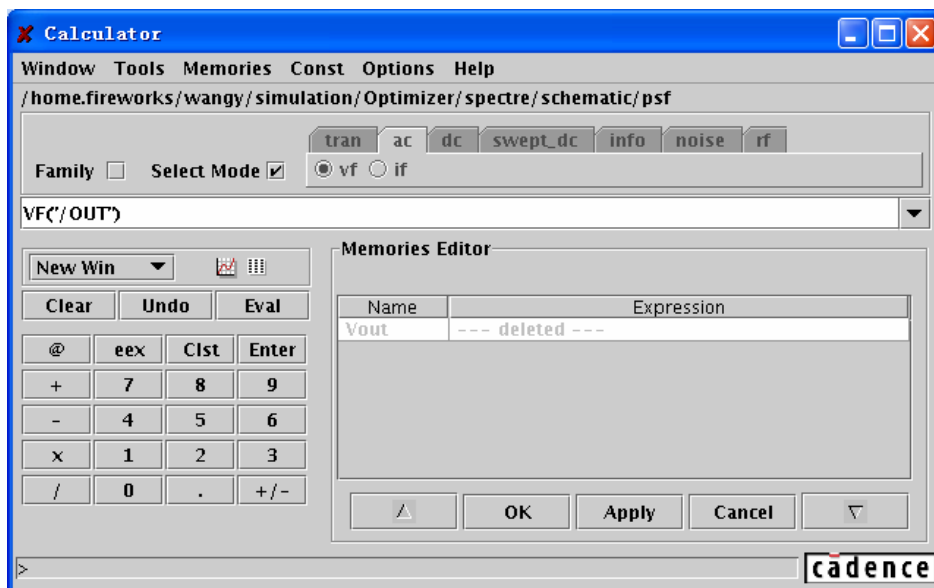 Calculator
Window Tools Memories Const Options Help
/home.fireworks/wangy/simulation/Optimizer/spectre/schematic/psf
tran ac dc swept_dc info noise rf
Family Select Mode vf if
VF("/OUT")
Memories Editor
New Win
Clear Undo Eval
Name Expression
Vout --- deleted ---
@ eex Clst Enter
+ 7 8 9
- 4 5 6
x 1 2 3
/ 0 . +/-
OK Apply Cancel
>
cadence